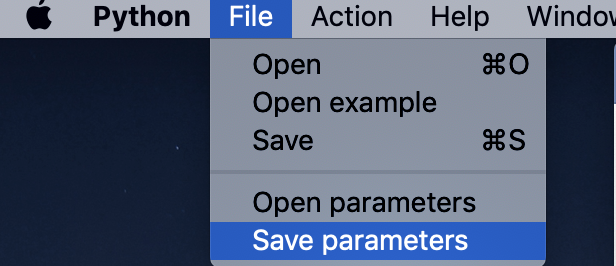 Python File Action Help Window
Open ⌘O
Open example
Save ⌘S
Open parameters
Save parameters